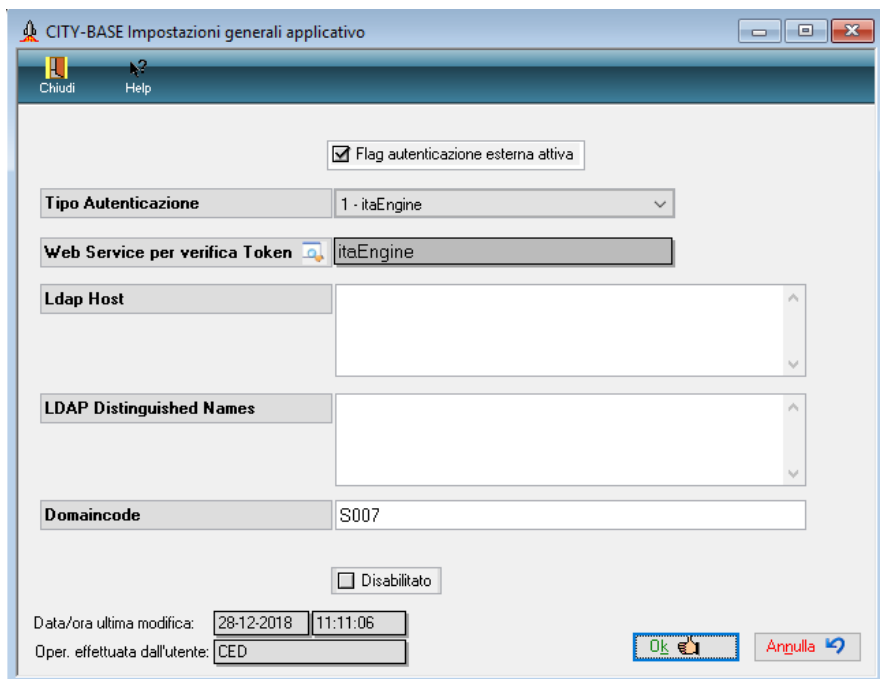 CITY-BASE Impostazioni generali applicativo
Chiudi Help
Flag autenticazione esterna attiva
Tipo Autenticazione 1 - itaEngine
Web Service per verifica Token itaEngine
Ldap Host
LDAP Distinguished Names
Domaincode S007
Disabilitato
Data/ora ultima modifica: 28-12-2018 11:11:06
Oper. effettuata dall'utente: CED
Ok Annulla